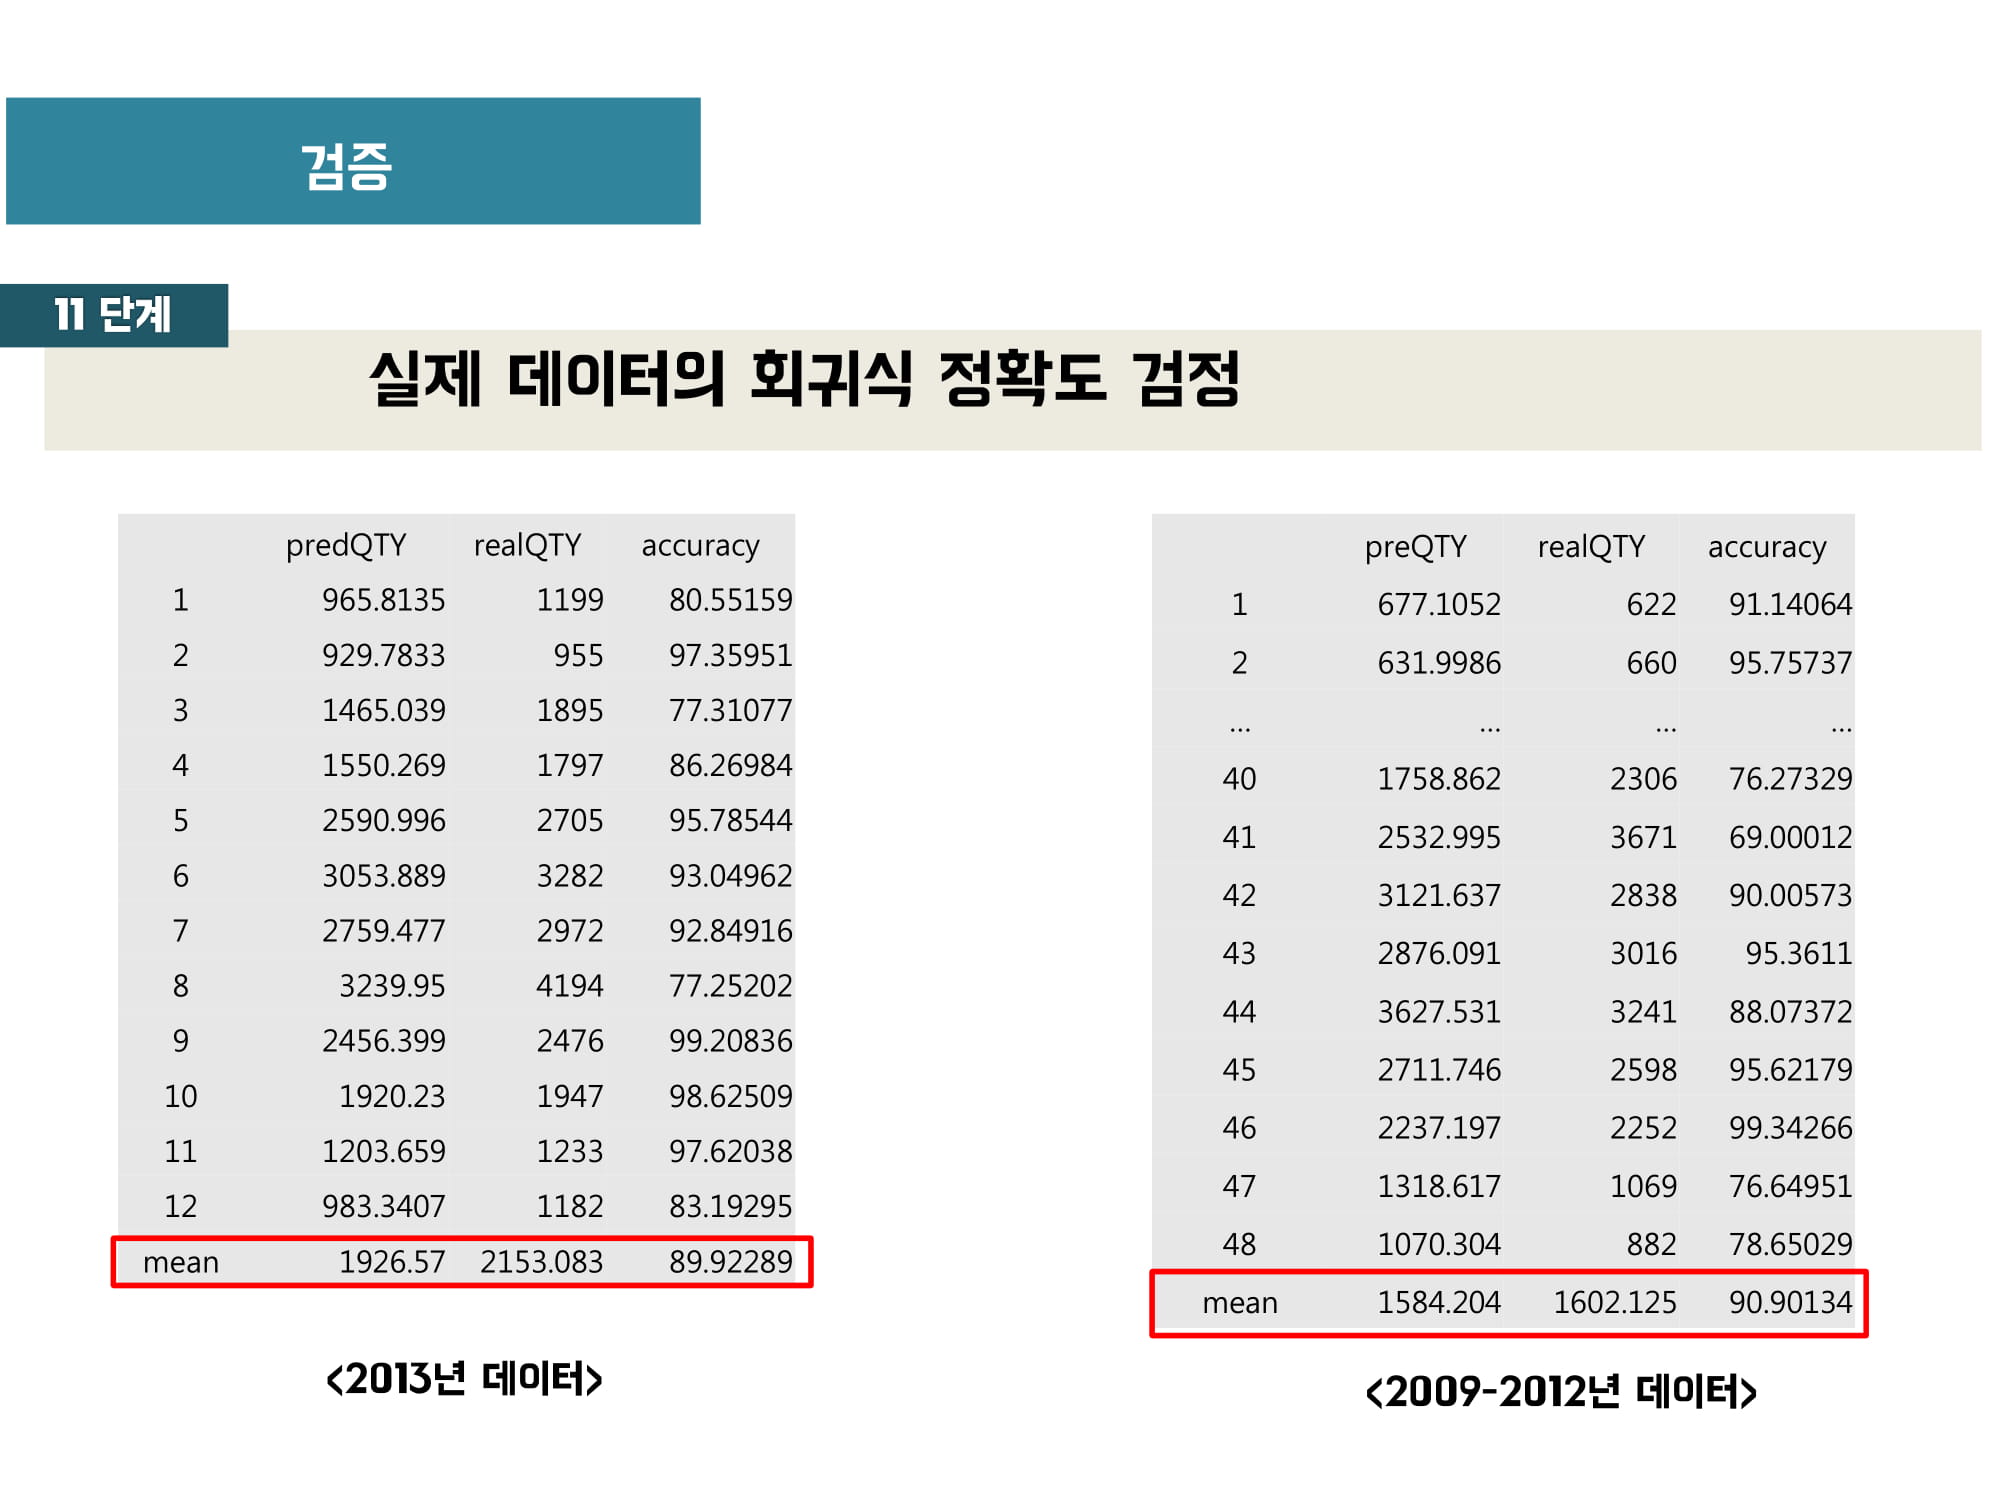 검증
11 단계
실제 데이터의 회귀식 정확도 검정
predQTY realQTY accuracy
1 965.8135 1199 80.55159
2 929.7833 955 97.35951
3 1465.039 1895 77.31077
4 1550.269 1797 86.26984
5 2590.996 2705 95.78544
6 3053.889 3282 93.04962
7 2759.477 2972 92.84916
8 3239.95 4194 77.25202
9 2456.399 2476 99.20836
10 1920.23 1947 98.62509
11 1203.659 1233 97.62038
12 983.3407 1182 83.19295
mean 1926.57 2153.083 89.92289
<2013년 데이터>
preQTY realQTY accuracy
1 677.1052 622 91.14064
2 631.9986 660 95.75737
... ... ... ...
40 1758.862 2306 76.27329
41 2532.995 3671 69.00012
42 3121.637 2838 90.00573
43 2876.091 3016 95.3611
44 3627.531 3241 88.07372
45 2711.746 2598 95.62179
46 2237.197 2252 99.34266
47 1318.617 1069 76.64951
48 1070.304 882 78.65029
mean 1584.204 1602.125 90.90134
<2009-2012년 데이터>